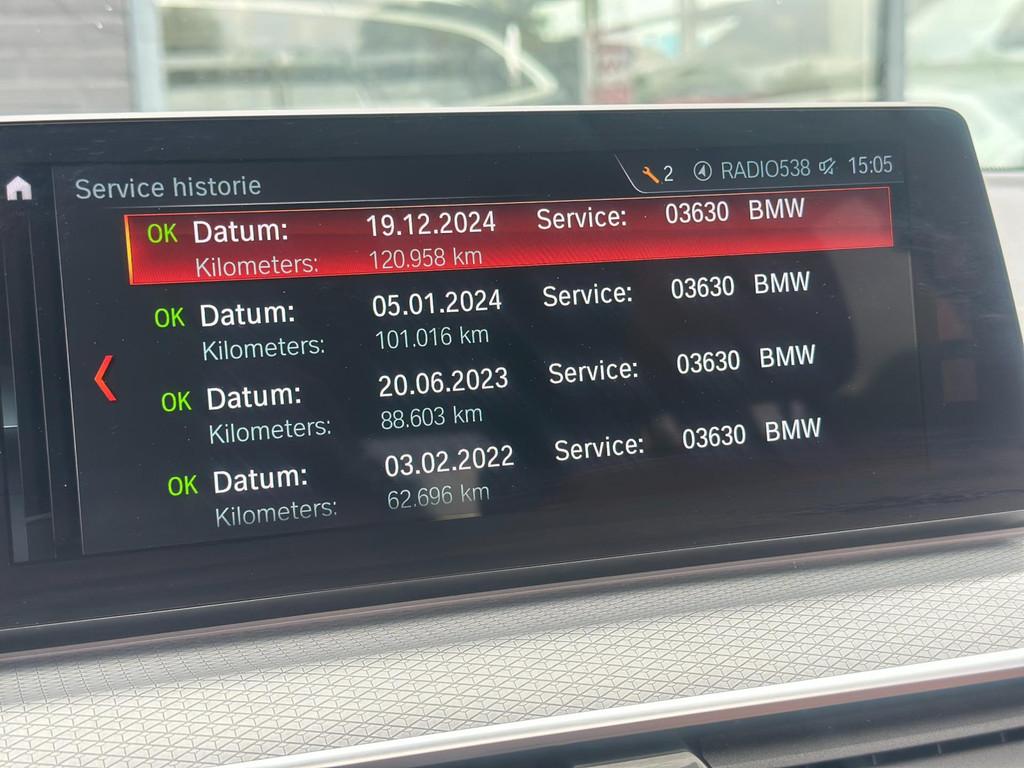 Service historie 2 RADIO538 15:05
OK Datum: 19.12.2024 Service: 03630 BMW
Kilometers: 120.958 km
OK Datum: 05.01.2024 Service: 03630 BMW
Kilometers: 101.016 km
OK Datum: 20.06.2023 Service: 03630 BMW
Kilometers: 88.603 km
OK Datum: 03.02.2022 Service: 03630 BMW
Kilometers: 62.696 km